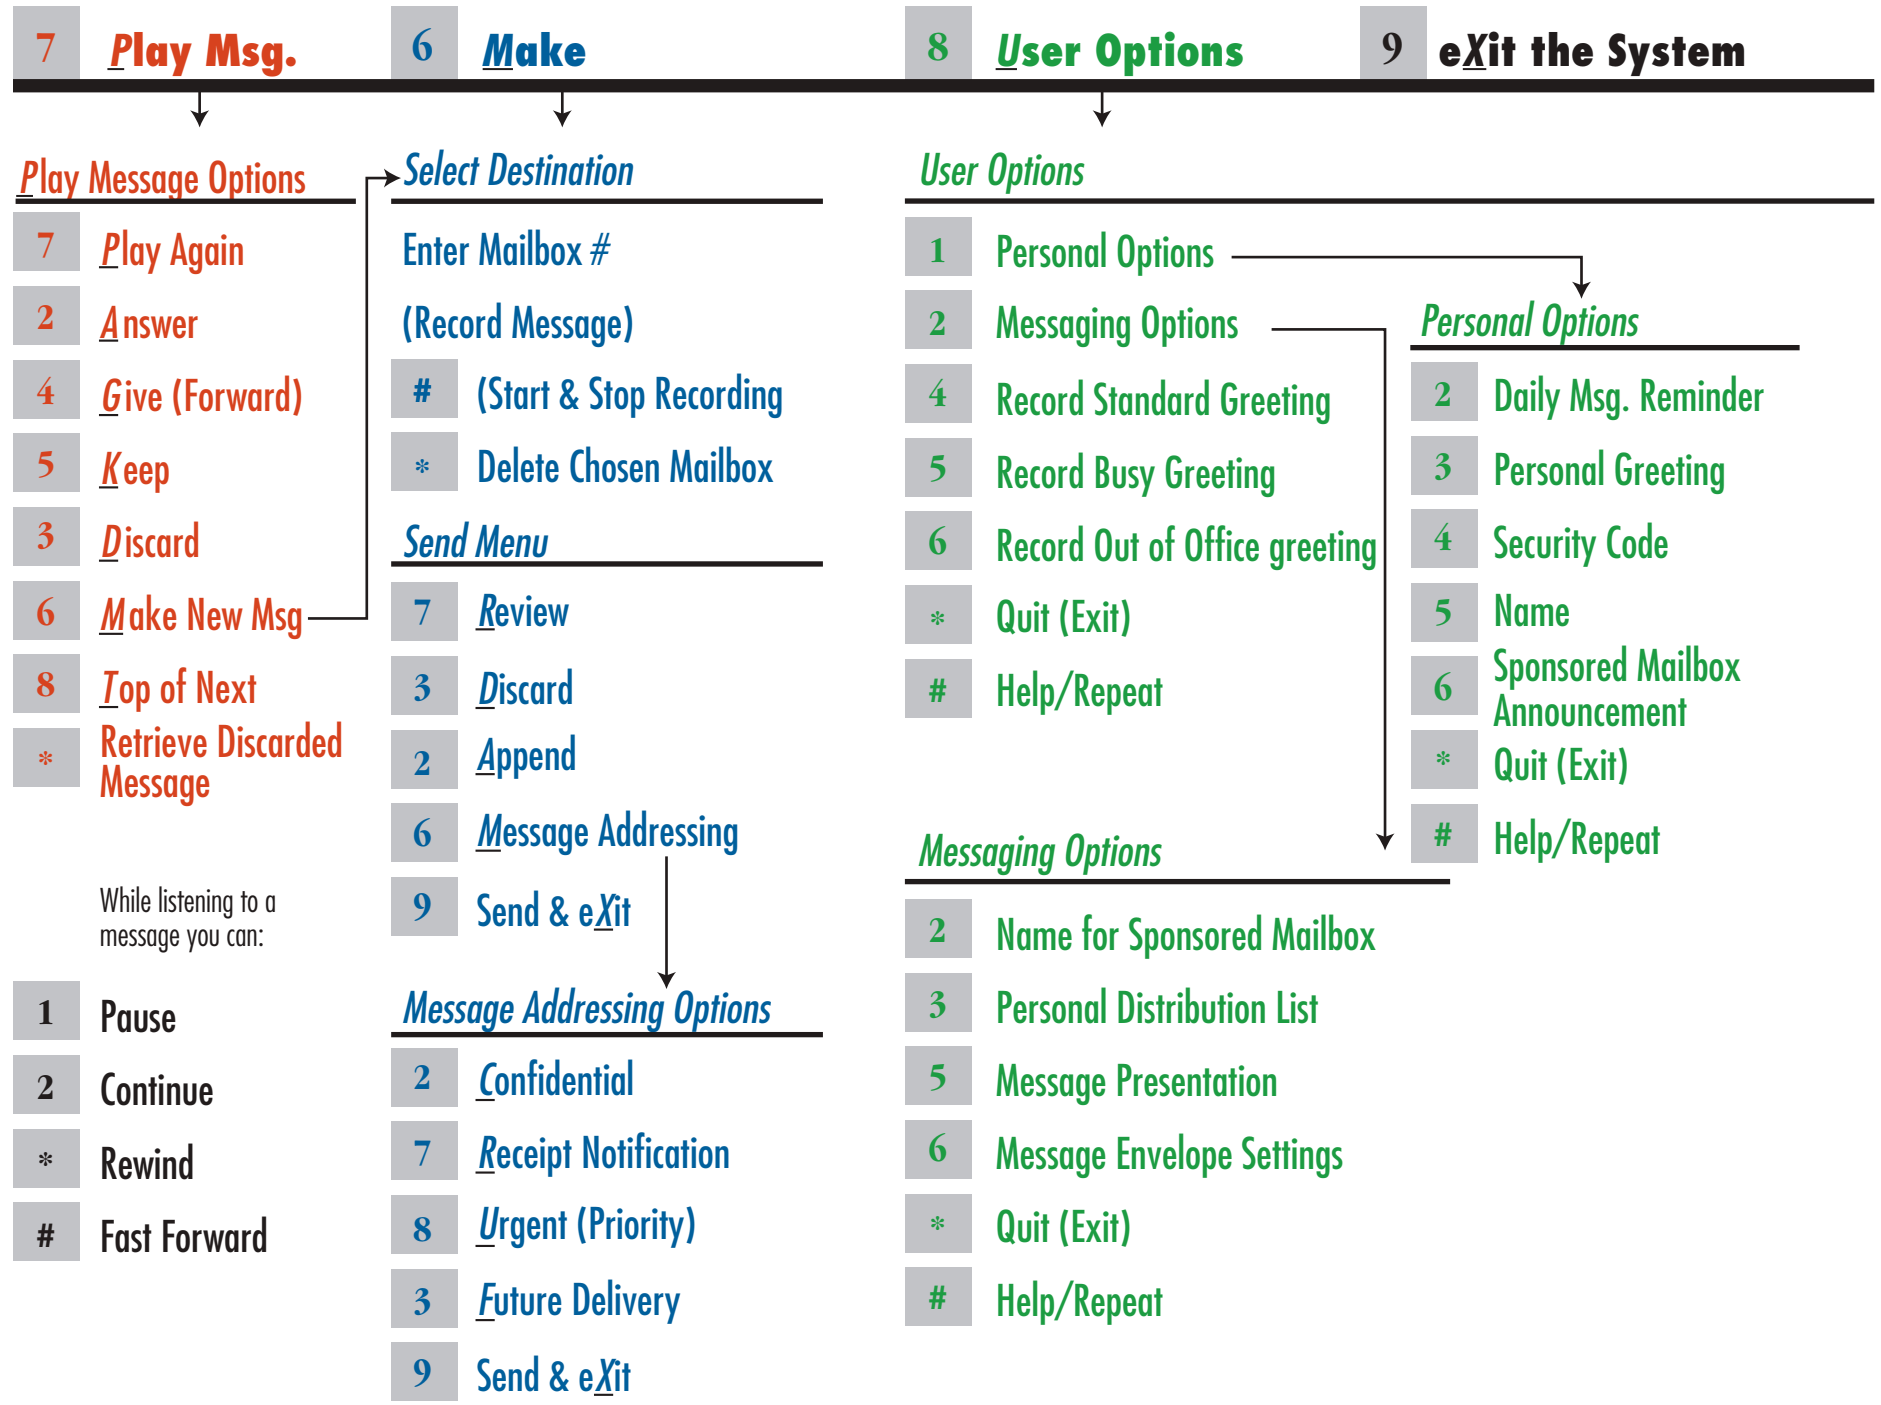 7 Play Msg.
6 Make
8 User Options
9 eXit the System
Play Message Options
7 Play Again
2 Answer
4 Give (Forward)
5 Keep
3 Discard
6 Make New Msg
8 Top of Next
* Retrieve Discarded
Message
While listening to a
message you can:
1 Pause
2 Continue
* Rewind
# Fast Forward
Select Destination
Enter Mailbox #
(Record Message)
# (Start & Stop Recording
* Delete Chosen Mailbox
Send Menu
7 Review
3 Discard
2 Append
6 Message Addressing
9 Send & eXit
Message Addressing Options
2 Confidential
7 Receipt Notification
8 Urgent (Priority)
3 Future Delivery
9 Send & eXit
User Options
1 Personal Options
2 Messaging Options
4 Record Standard Greeting
5 Record Busy Greeting
6 Record Out of Office greeting
* Quit (Exit)
# Help/Repeat
Personal Options
2 Daily Msg. Reminder
3 Personal Greeting
4 Security Code
5 Name
6 Sponsored Mailbox
Announcement
* Quit (Exit)
# Help/Repeat
Messaging Options
2 Name for Sponsored Mailbox
3 Personal Distribution List
5 Message Presentation
6 Message Envelope Settings
* Quit (Exit)
# Help/Repeat